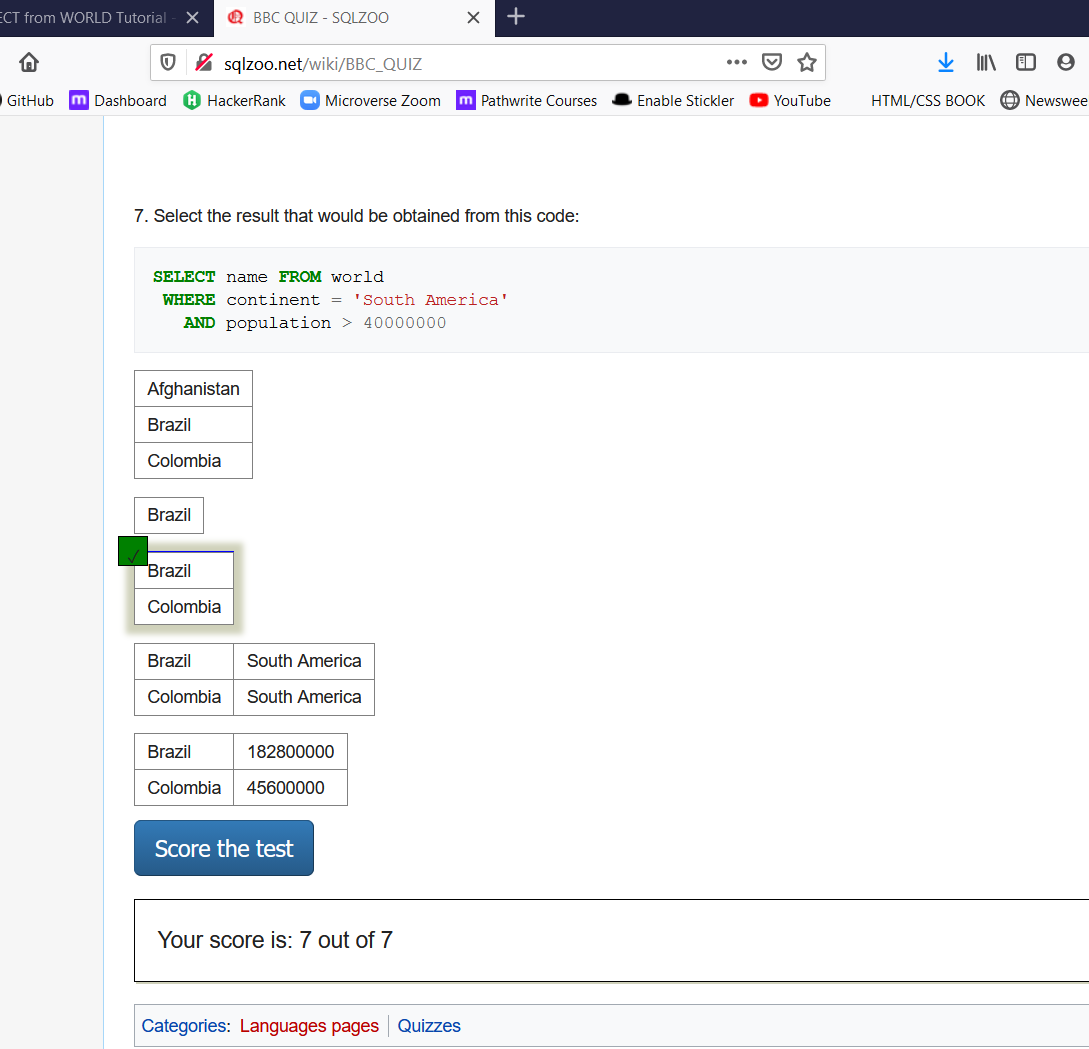 ECT from WORLD Tutorial - BBC QUIZ - SQLZOO
sqlzoo.net/wiki/BBC_QUIZ
GitHub Dashboard HackerRank Microverse Zoom Pathwrite Courses Enable Stickler YouTube HTML/CSS BOOK Newswee
7. Select the result that would be obtained from this code:
SELECT name FROM world
WHERE continent = 'South America'
AND population > 40000000
Afghanistan
Brazil
Colombia
Brazil
Brazil
Colombia
Brazil South America
Colombia South America
Brazil 182800000
Colombia 45600000
Score the test
Your score is: 7 out of 7
Categories: Languages pages Quizzes